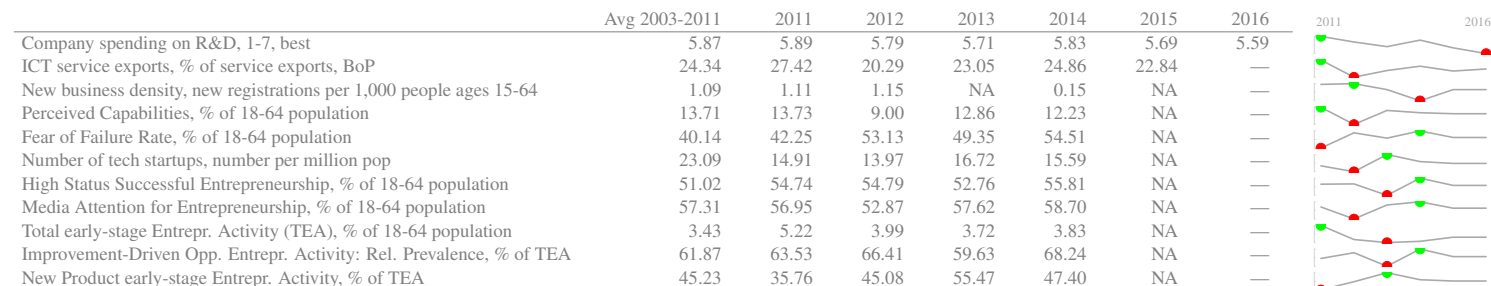 Avg 2003-2011 2011 2012 2013 2014 2015 2016 2011 2016
Company spending on R&D, 1-7, best 5.87 5.89 5.79 5.71 5.83 5.69 5.59
ICT service exports, % of service exports, BoP 24.34 27.42 20.29 23.05 24.86 22.84 —
New business density, new registrations per 1,000 people ages 15-64 1.09 1.11 1.15 NA 0.15 NA —
Perceived Capabilities, % of 18-64 population 13.71 13.73 9.00 12.86 12.23 NA —
Fear of Failure Rate, % of 18-64 population 40.14 42.25 53.13 49.35 54.51 NA —
Number of tech startups, number per million pop 23.09 14.91 13.97 16.72 15.59 NA —
High Status Successful Entrepreneurship, % of 18-64 population 51.02 54.74 54.79 52.76 55.81 NA —
Media Attention for Entrepreneurship, % of 18-64 population 57.31 56.95 52.87 57.62 58.70 NA —
Total early-stage Entrepr. Activity (TEA), % of 18-64 population 3.43 5.22 3.99 3.72 3.83 NA —
Improvement-Driven Opp. Entrepr. Activity: Rel. Prevalence, % of TEA 61.87 63.53 66.41 59.63 68.24 NA —
New Product early-stage Entrepr. Activity, % of TEA 45.23 35.76 45.08 55.47 47.40 NA —